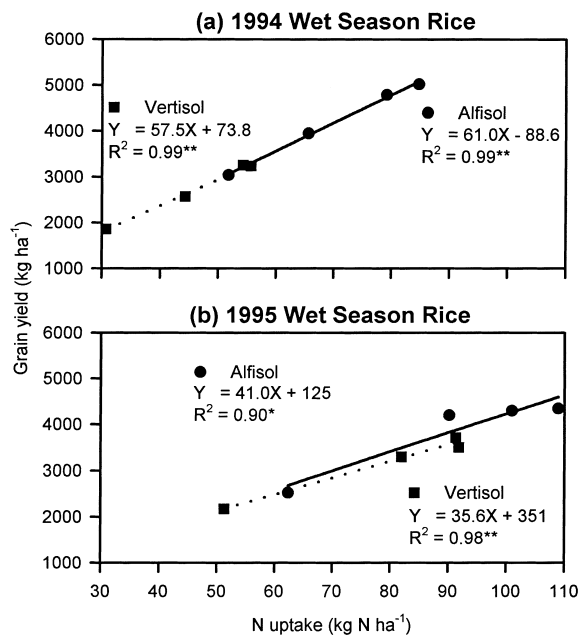 (a) 1994 Wet Season Rice
6000
5000
4000
3000
2000
1000
Vertisol
Y = 57.5X + 73.8
R² = 0.99**
Alfisol
Y = 61.0X - 88.6
R² = 0.99**
Grain yield (kg ha⁻¹)
(b) 1995 Wet Season Rice
6000
5000
4000
3000
2000
1000
Alfisol
Y = 41.0X + 125
R² = 0.90*
Vertisol
Y = 35.6X + 351
R² = 0.98**
30 40 50 60 70 80 90 100 110
N uptake (kg N ha⁻¹)